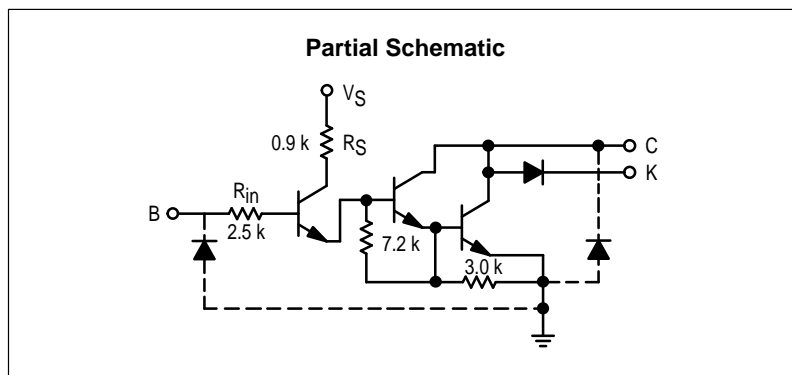 Partial Schematic
VS
0.9 k RS
C
K
Rin
B
2.5 k
7.2 k
3.0 k